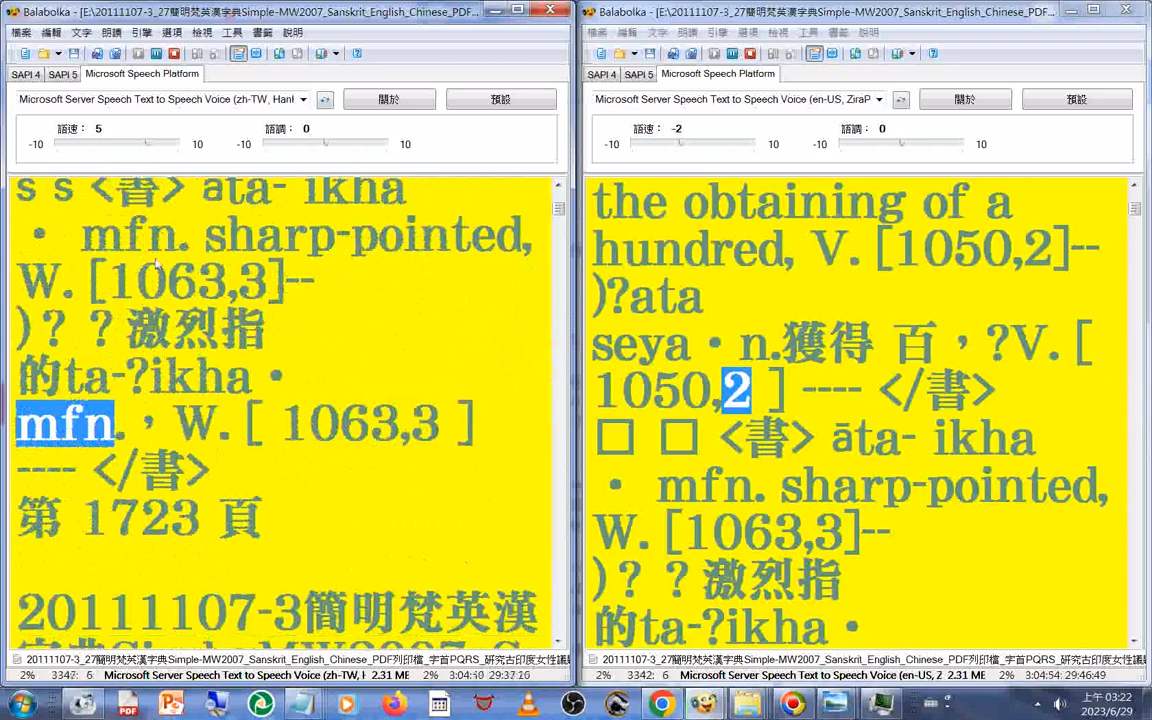 Balabolka - [E:\20111107-3_27簡明梵英漢字典Simple-MW2007_Sanskrit_English_Chinese_PDF...
檔案 編輯 文字 朗讀 引擎 選項 檢視 工具 書籤 說明
SAPI 4 SAPI 5 Microsoft Speech Platform
Microsoft Server Speech Text to Speech Voice (zh-TW, Hanl 關於 預設
語速： 5 語調： 0
-10 10 -10 10
s s <書> āta- ikha
• mfn. sharp-pointed,
W. [1063,3]--
)? ?激烈指
的ta-?ikha•
mfn.，W. [ 1063,3 ]
---- </書>
第 1723 頁
20111107-3簡明梵英漢
20111107-3_27簡明梵英漢字典Simple-MW2007_Sanskrit_English_Chinese_PDF列印檔_字首PQRS_研究古印度女性議
2% 3347: 6 Microsoft Server Speech Text to Speech Voice (zh-TW, H 2.31 ME 2% 3:04:10 29:37:16
Balabolka - [E:\20111107-3_27簡明梵英漢字典Simple-MW2007_Sanskrit_English_Chinese_PDF...
檔案 編輯 文字 朗讀 引擎 選項 檢視 工具 書籤 說明
SAPI 4 SAPI 5 Microsoft Speech Platform
Microsoft Server Speech Text to Speech Voice (en-US, ZiraP 關於 預設
語速： -2 語調： 0
-10 10 -10 10
the obtaining of a
hundred, V. [1050,2]--
)?ata
seya•n.獲得 百，?V. [
1050,2 ] ---- </書>
□ □ <書> āta- ikha
• mfn. sharp-pointed,
W. [1063,3]--
)? ?激烈指
的ta-?ikha•
20111107-3_27簡明梵英漢字典Simple-MW2007_Sanskrit_English_Chinese_PDF列印檔_字首PQRS_研究古印度女性議
2% 3342: 6 Microsoft Server Speech Text to Speech Voice (en-US, Z 2.31 ME 2% 3:04:54 29:46:49
上午 03:22
2023/6/29